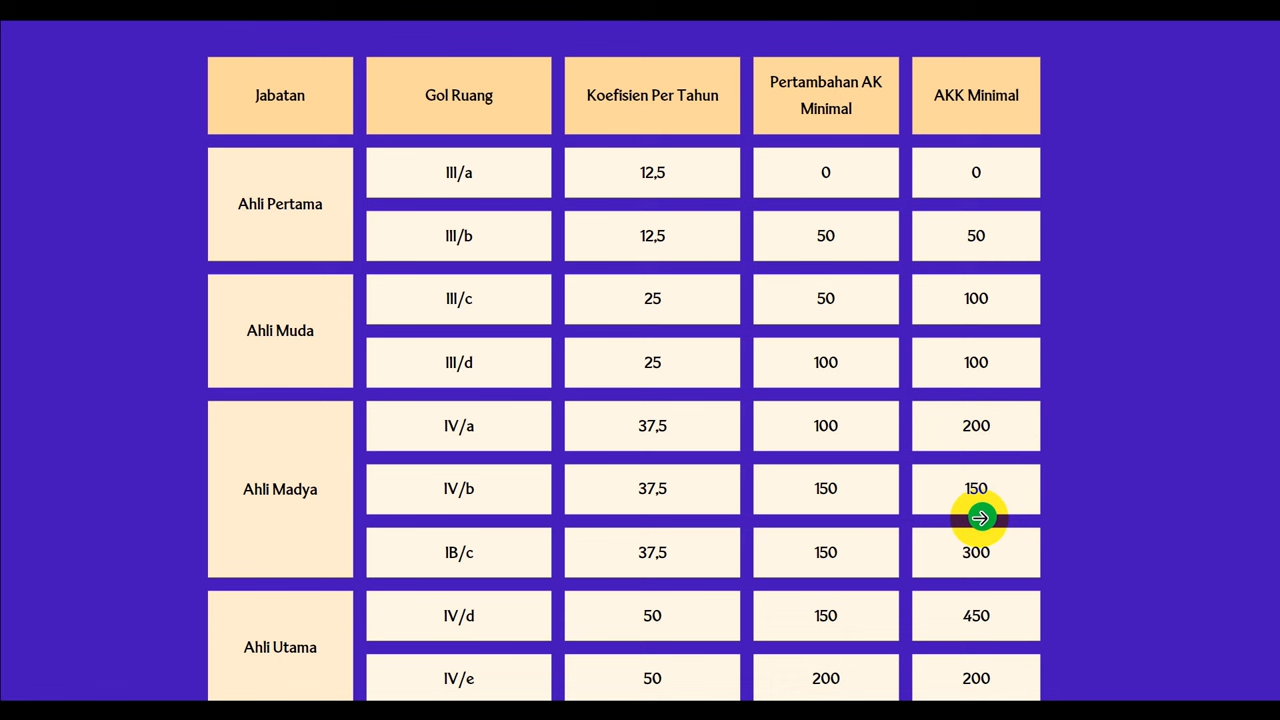 Jabatan Gol Ruang Koefisien Per Tahun Pertambahan AK Minimal AKK Minimal
Ahli Pertama
III/a 12,5 0 0
III/b 12,5 50 50
Ahli Muda
III/c 25 50 100
III/d 25 100 100
Ahli Madya
IV/a 37,5 100 200
IV/b 37,5 150 150
IB/c 37,5 150 300
Ahli Utama
IV/d 50 150 450
IV/e 50 200 200